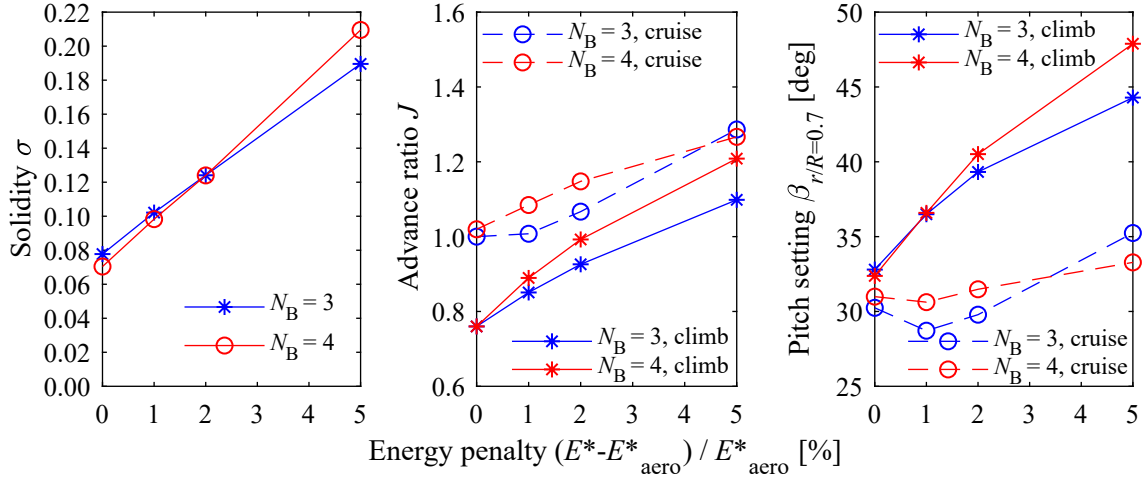 Solidity σ
0.22
0.20
0.18
0.16
0.14
0.12
0.10
0.08
0.06
0.04
0.02
0.00
0 1 2 3 4 5
N_B = 3
N_B = 4
Advance ratio J
1.6
1.4
1.2
1.0
0.8
0.6
0 1 2 3 4 5
N_B = 3, cruise
N_B = 4, cruise
N_B = 3, climb
N_B = 4, climb
Pitch setting β_r/R=0.7 [deg]
50
45
40
35
30
25
0 1 2 3 4 5
N_B = 3, climb
N_B = 4, climb
N_B = 3, cruise
N_B = 4, cruise
Energy penalty (E*-E*_aero) / E*_aero [%]